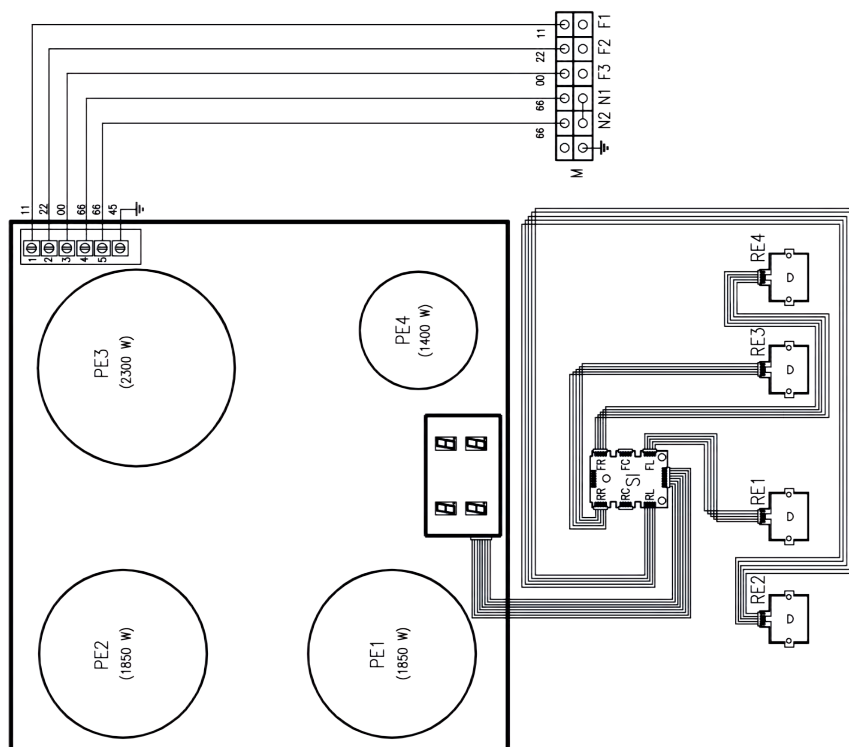 F1
F2
F3
N1
N2
M
11
22
00
66
66
11
22
00
66
66
45
1
2
3
4
5
PE3
(2300 W)
PE4
(1400 W)
PE2
(1850 W)
PE1
(1850 W)
RR
FR
RC
FC
RL
FL
SI
RE4
D
RE3
D
RE1
D
RE2
D